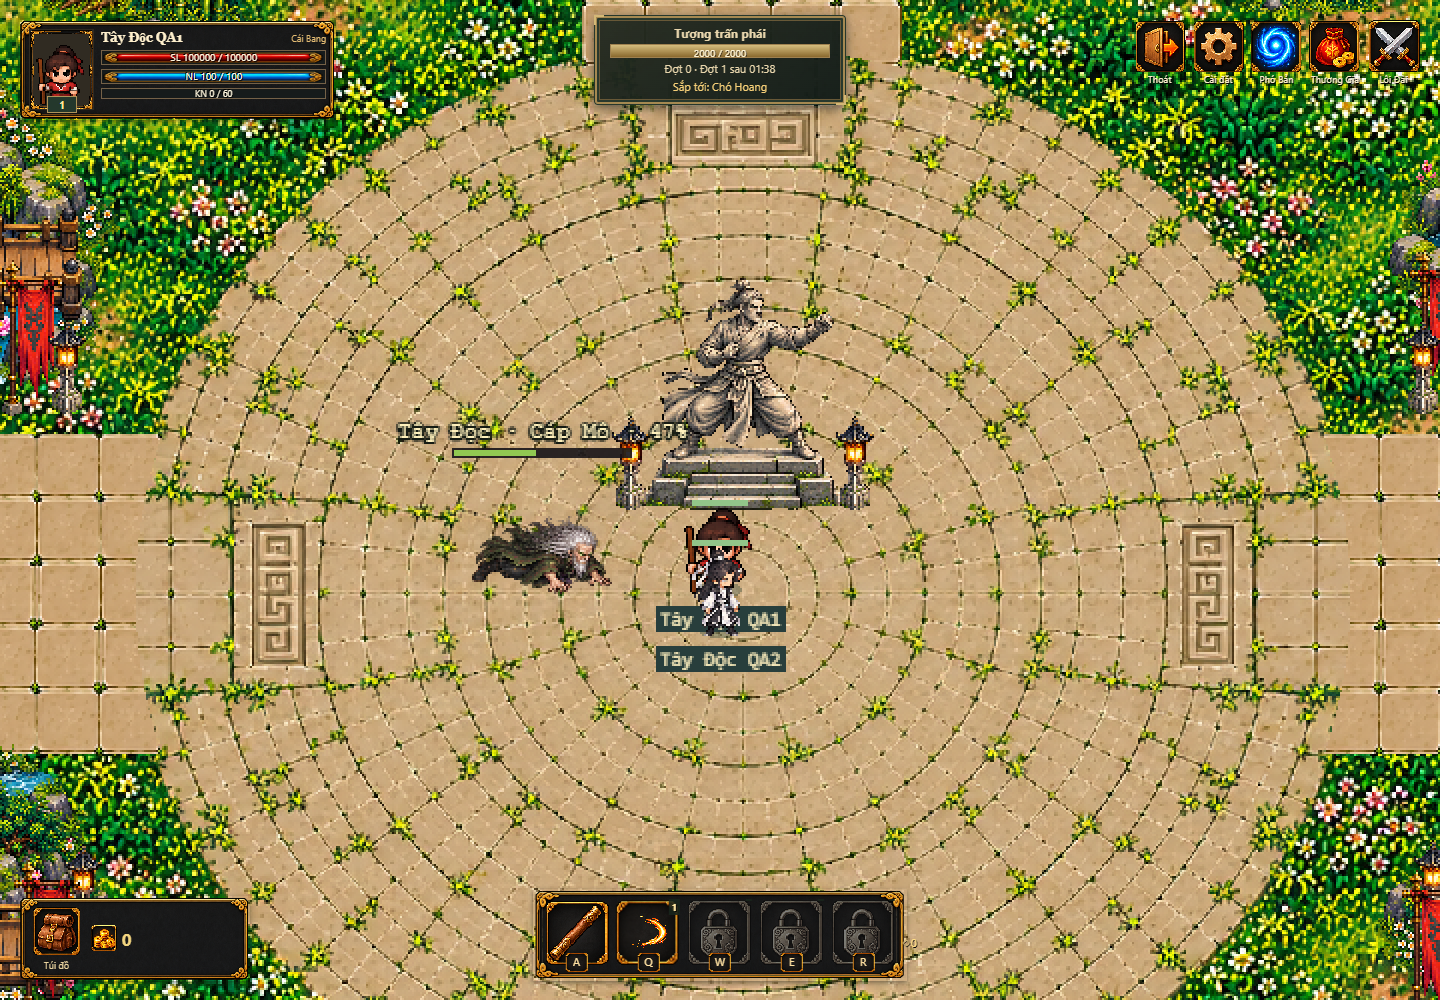 Tây Độc QA1
Cái Bang
SL 100000 / 100000
NL 100 / 100
KN 0 / 60
1
Tượng trấn phái
2000 / 2000
Đợt 0 · Đợt 1 sau 01:38
Sắp tới: Chó Hoang
Thoát
Cài đặt
Phó Bản
Thương Gia
Lôi Đài
Tây Độc · Cáp Mô 47%
Tây QA1
Tây Độc QA2
0
Túi đồ
1
A
Q
W
E
R